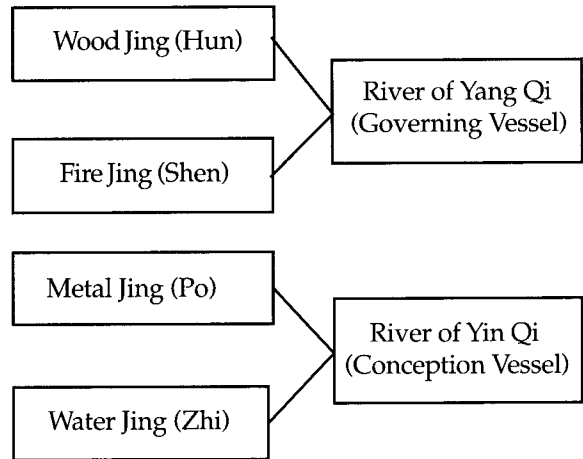 Wood Jing (Hun)
River of Yang Qi
(Governing Vessel)
Fire Jing (Shen)
Metal Jing (Po)
River of Yin Qi
(Conception Vessel)
Water Jing (Zhi)